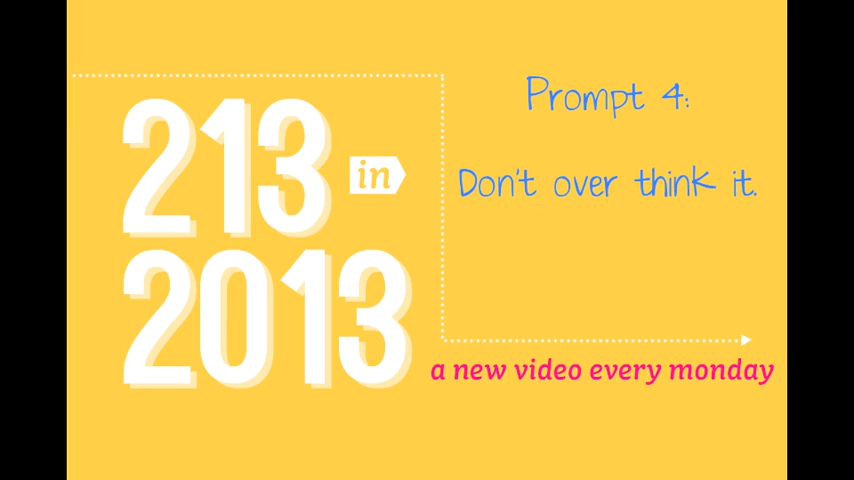 213 in
2013
Prompt 4:
Don't over think it.
a new video every monday